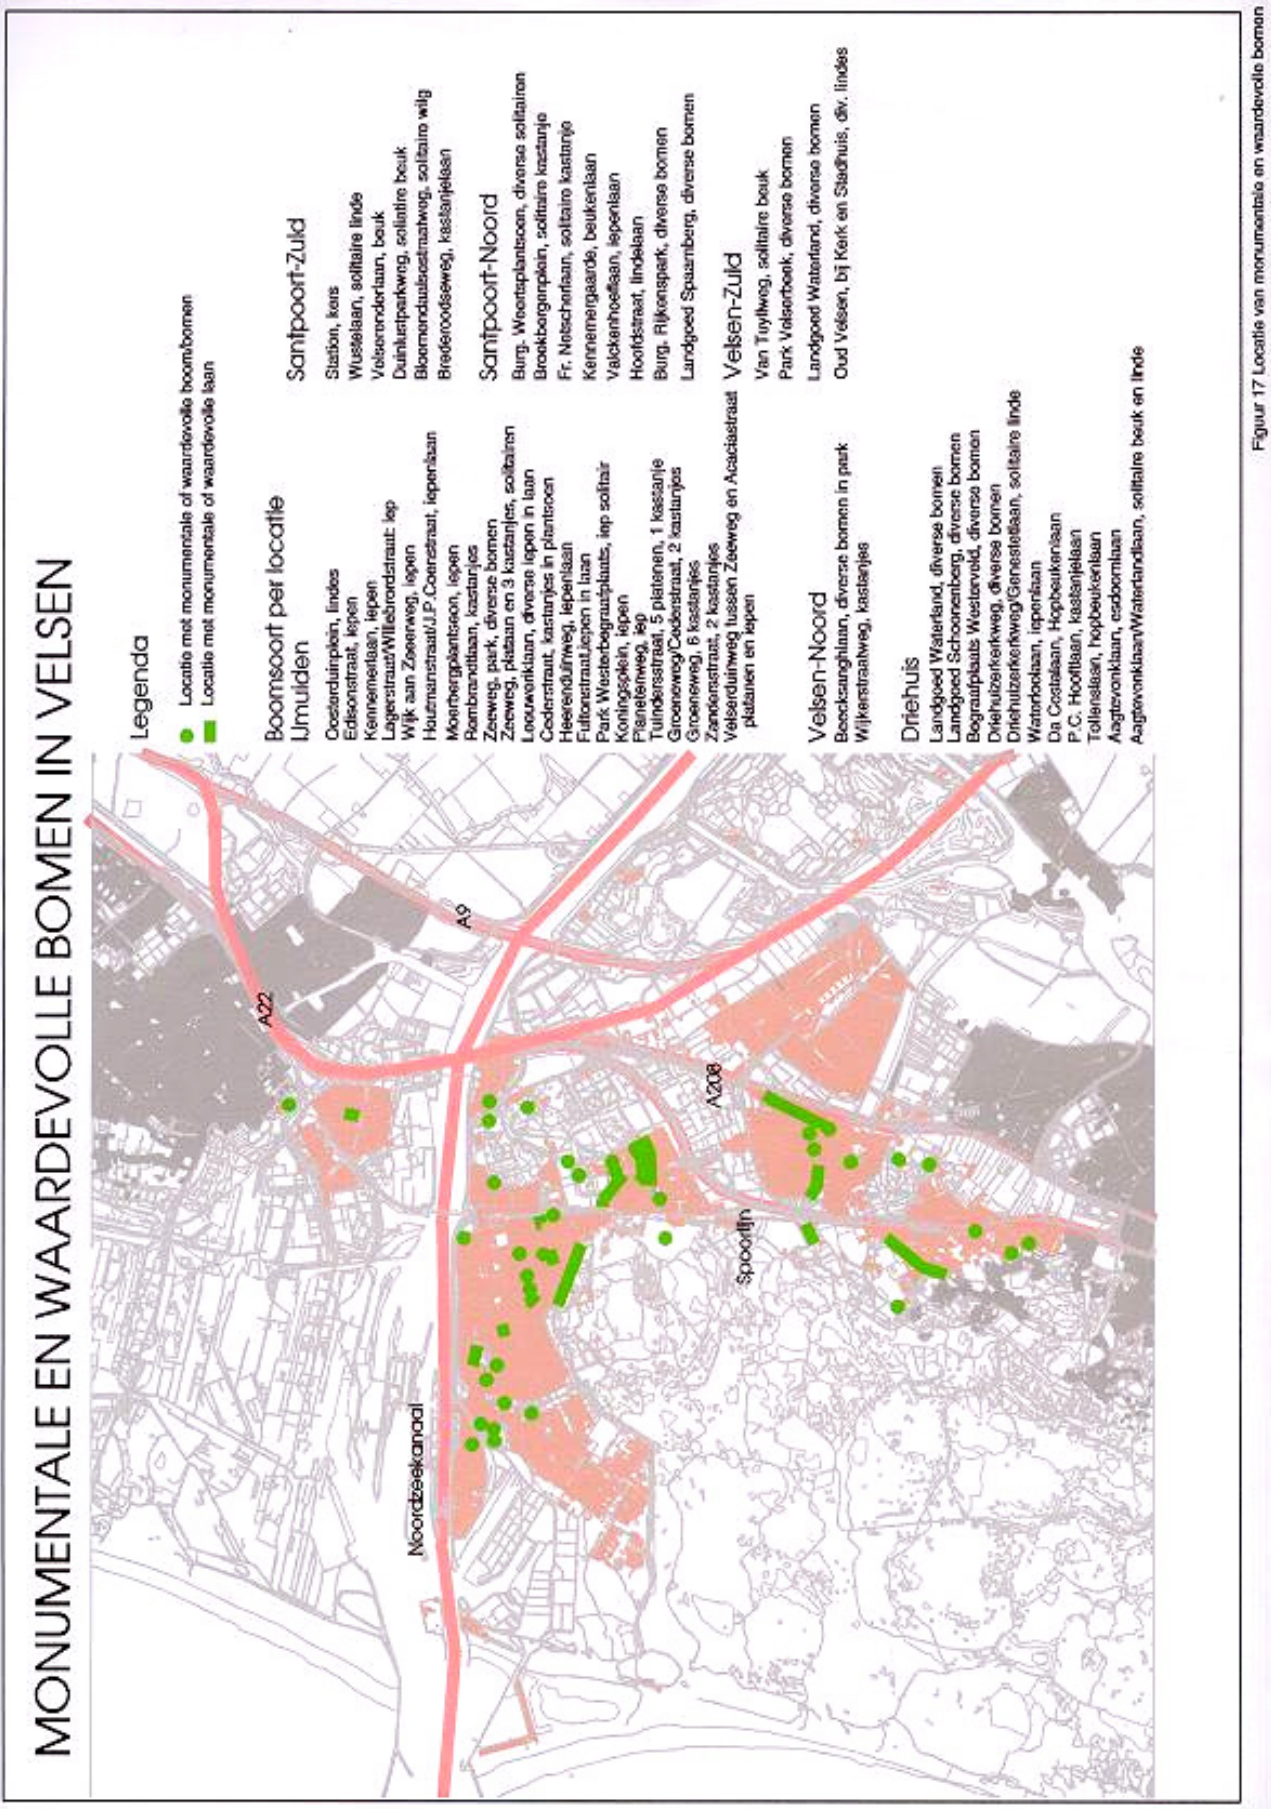 MONUMENTALE EN WAARDEVOLLE BOMEN IN VELSEN
Legenda
Locatie met monumentale of waardevolle boom/bomen
Locatie met monumentale of waardevolle laan
Boomsoort per locatie
IJmuiden
Oosterduinplein, lindes
Edisonstraat, iepen
Kennemerlaan, iepen
Lagerstraat/Willebrordstraat: iep
Wijk aan Zeeerweg, iepen
Houtmanstraat/J.P.Coenstraat, iepenlaan
Moerbergplantsoen, iepen
Rembrandtlaan, kastanjes
Zeeweg, park, diverse bomen
Zeeweg, plataan en 3 kastanjes, solitairen
Leeuweriklaan, diverse iepen in laan
Cederstraat, kastanjes in plantsoen
Heerenduinweg, iepenlaan
Fultonstraat,iepen in laan
Park Westerbegraafplaats, iep solitair
Koningsplein, iepen
Planetenweg, iep
Tuindersstraat, 5 platenen, 1 kastanje
Groeneweg/Cederstraat, 2 kastanjes
Groeneweg, 6 kastanjes
Zandersstraat, 2 kastanjes
Velserduinweg tussen Zeeweg en Acaciastraat
platanen en iepen
Velsen-Noord
Beecksanghlaan, diverse bomen in park
Wijkerstraatweg, kastanjes
Driehuis
Landgoed Waterland, diverse bomen
Landgoed Schoonenberg, diverse bomen
Begraafplaats Westerveld, diverse bomen
Driehuizerkerkweg, diverse bomen
Driehuizerkerkweg/Genestetlaan, solitaire linde
Waterloolaan, iepenlaan
Da Costalaan, Hopbeukenlaan
P.C. Hooftlaan, kastanjelaan
Tollenslaan, hopbeukenlaan
Aagtevonklaan, esdoornlaan
Aagtevonklaan/Waterlandlaan, solitaire beuk en linde
Santpoort-Zuid
Station, kers
Wustelaan, solitaire linde
Velserenderlaan, beuk
Duinlustparkweg, soliatire beuk
Bloemendaalsestraatweg, solitaire wilg
Brederoodseweg, kastanjelaan
Santpoort-Noord
Burg. Weertsplantsoen, diverse solitairen
Broekbergenplein, solitaire kastanje
Fr. Netscherlaan, solitaire kastanje
Kennemergaarde, beukenlaan
Valckenhoeflaan, iepenlaan
Hoofdstraat, lindelaan
Burg. Rijkenspark, diverse bomen
Landgoed Spaarnberg, diverse bomen
Velsen-Zuid
Van Tuyllweg, solitaire beuk
Park Velserbeek, diverse bomen
Landgoed Waterland, diverse bomen
Oud Velsen, bij Kerk en Stadhuis, div. lindes
A9
A22
A208
Spoorlijn
Noordzeekanaal
Figuur 17 Locatie van monumentale en waardevolle bomen